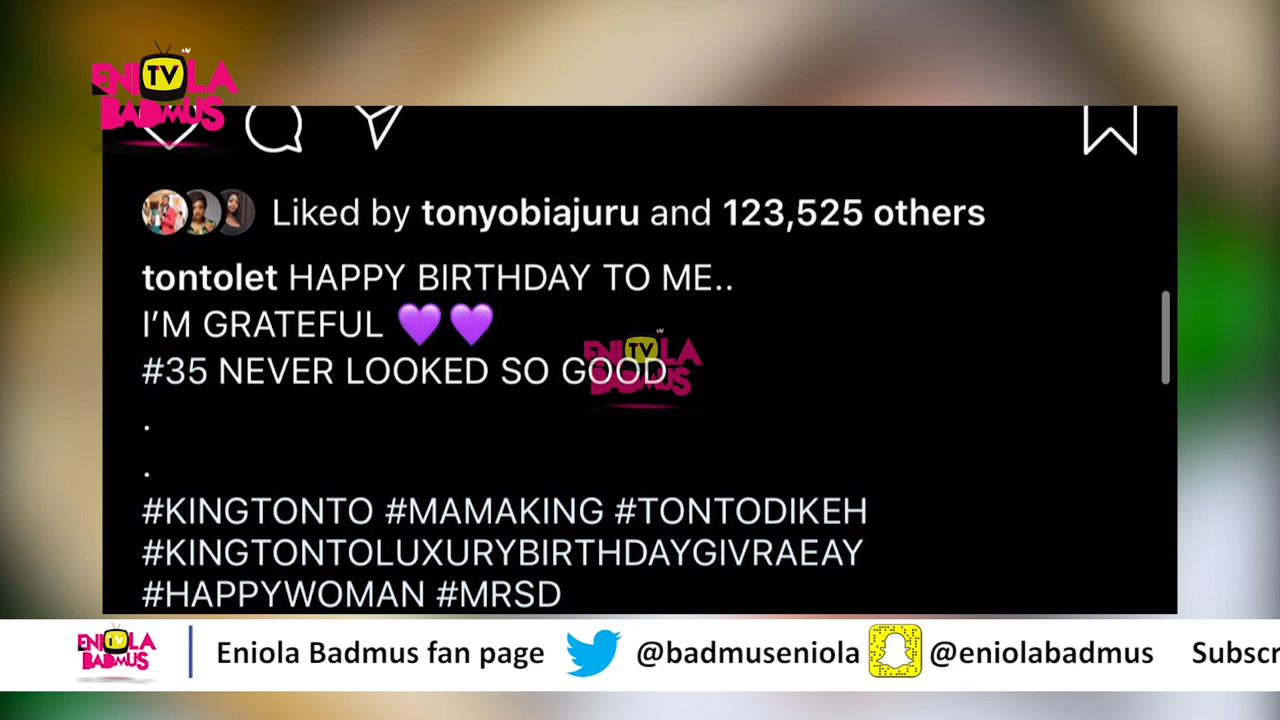 ENIOLA
TV
BADMUS
Liked by tonyobiajuru and 123,525 others
tontolet HAPPY BIRTHDAY TO ME..
I'M GRATEFUL 💜💜
#35 NEVER LOOKED SO GOOD
ENIOLA
TV
BADMUS
.
.
#KINGTONTO #MAMAKING #TONTODIKEH
#KINGTONTOLUXURYBIRTHDAYGIVRAEAY
#HAPPYWOMAN #MRSD
ENIOLA
TV
BADMUS
Eniola Badmus fan page @badmuseniola @eniolabadmus Subscr